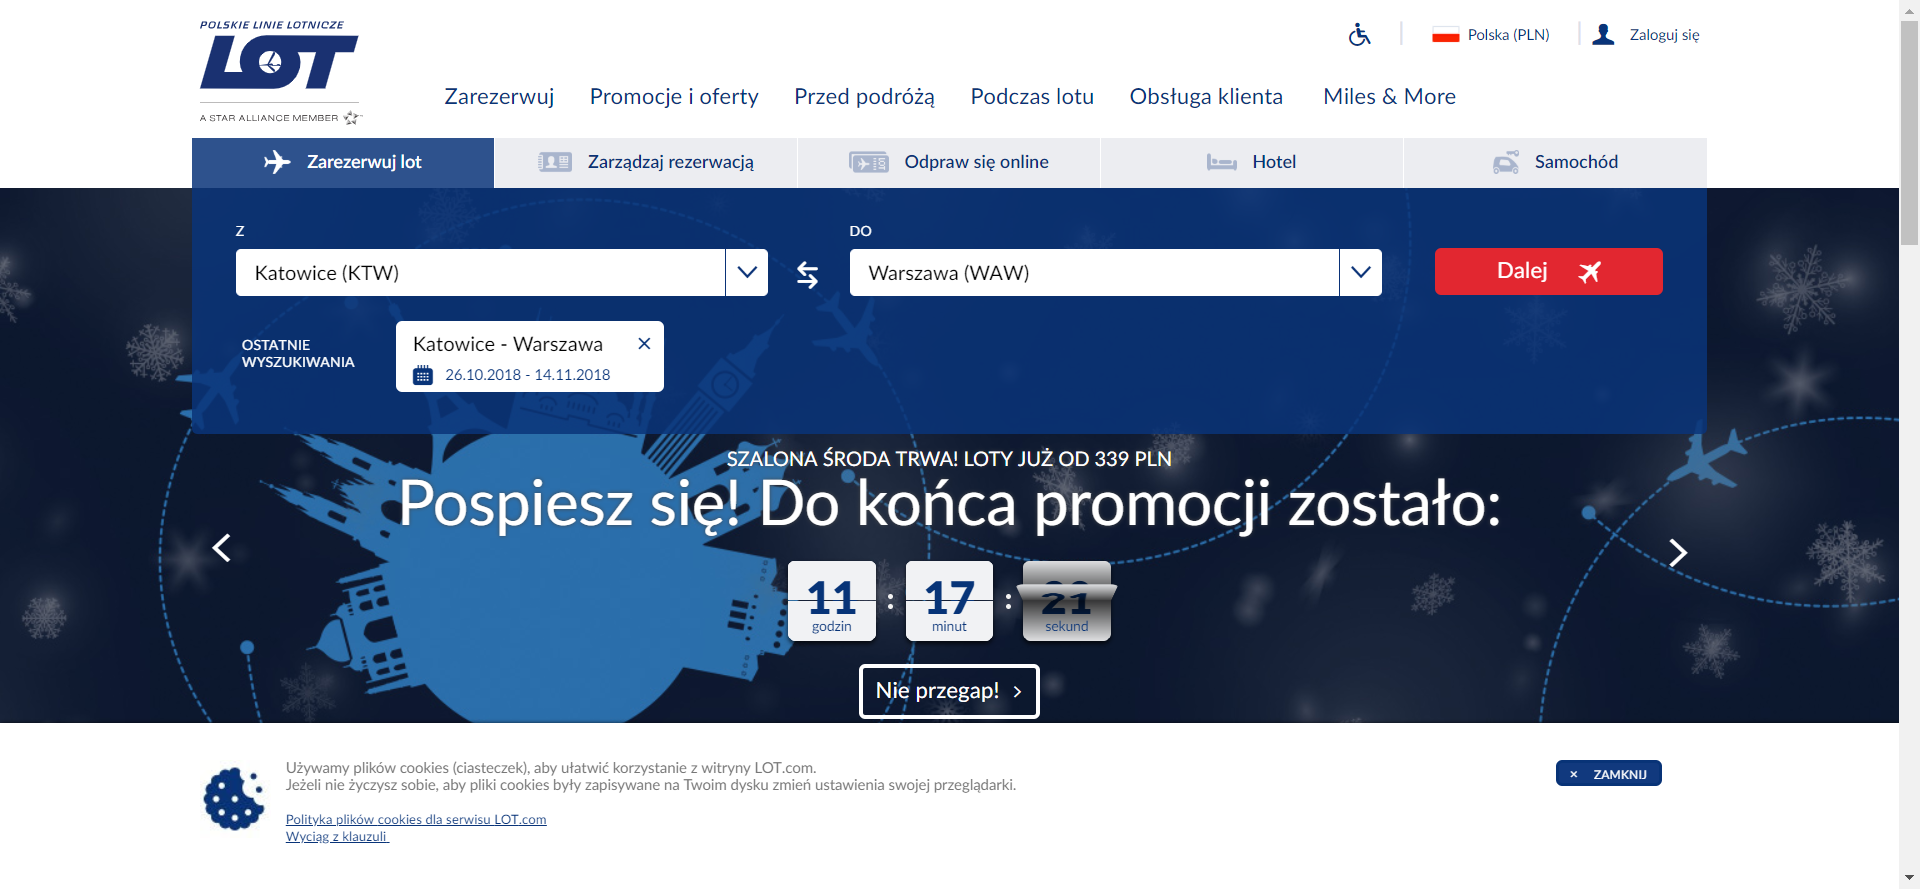 POLSKIE LINIE LOTNICZE
LOT
A STAR ALLIANCE MEMBER
Polska (PLN)
Zaloguj się
Zarezerwuj
Promocje i oferty
Przed podróżą
Podczas lotu
Obsługa klienta
Miles & More
Zarezerwuj lot
Zarządzaj rezerwacją
Odpraw się online
Hotel
Samochód
Z
DO
Katowice (KTW)
Warszawa (WAW)
Dalej
OSTATNIE
WYSZUKIWANIA
Katowice - Warszawa
26.10.2018 - 14.11.2018
SZALONA ŚRODA TRWA! LOTY JUŻ OD 339 PLN
Pospiesz się! Do końca promocji zostało:
11 : 17 : 21
godzin
minut
sekund
Nie przegap!
Używamy plików cookies (ciasteczek), aby ułatwić korzystanie z witryny LOT.com.
Jeżeli nie życzysz sobie, aby pliki cookies były zapisywane na Twoim dysku zmień ustawienia swojej przeglądarki.
× ZAMKNIJ
Polityka plików cookies dla serwisu LOT.com
Wyciąg z klauzuli